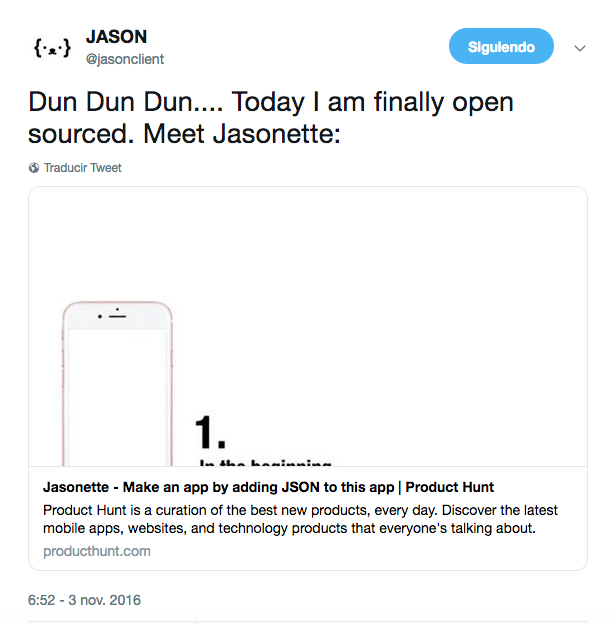 {·ﻌ·}
JASON
@jasonclient
Siguiendo
Dun Dun Dun.... Today I am finally open
sourced. Meet Jasonette:
Traducir Tweet
1.
In the beginning
Jasonette - Make an app by adding JSON to this app | Product Hunt
Product Hunt is a curation of the best new products, every day. Discover the latest
mobile apps, websites, and technology products that everyone's talking about.
producthunt.com
6:52 - 3 nov. 2016